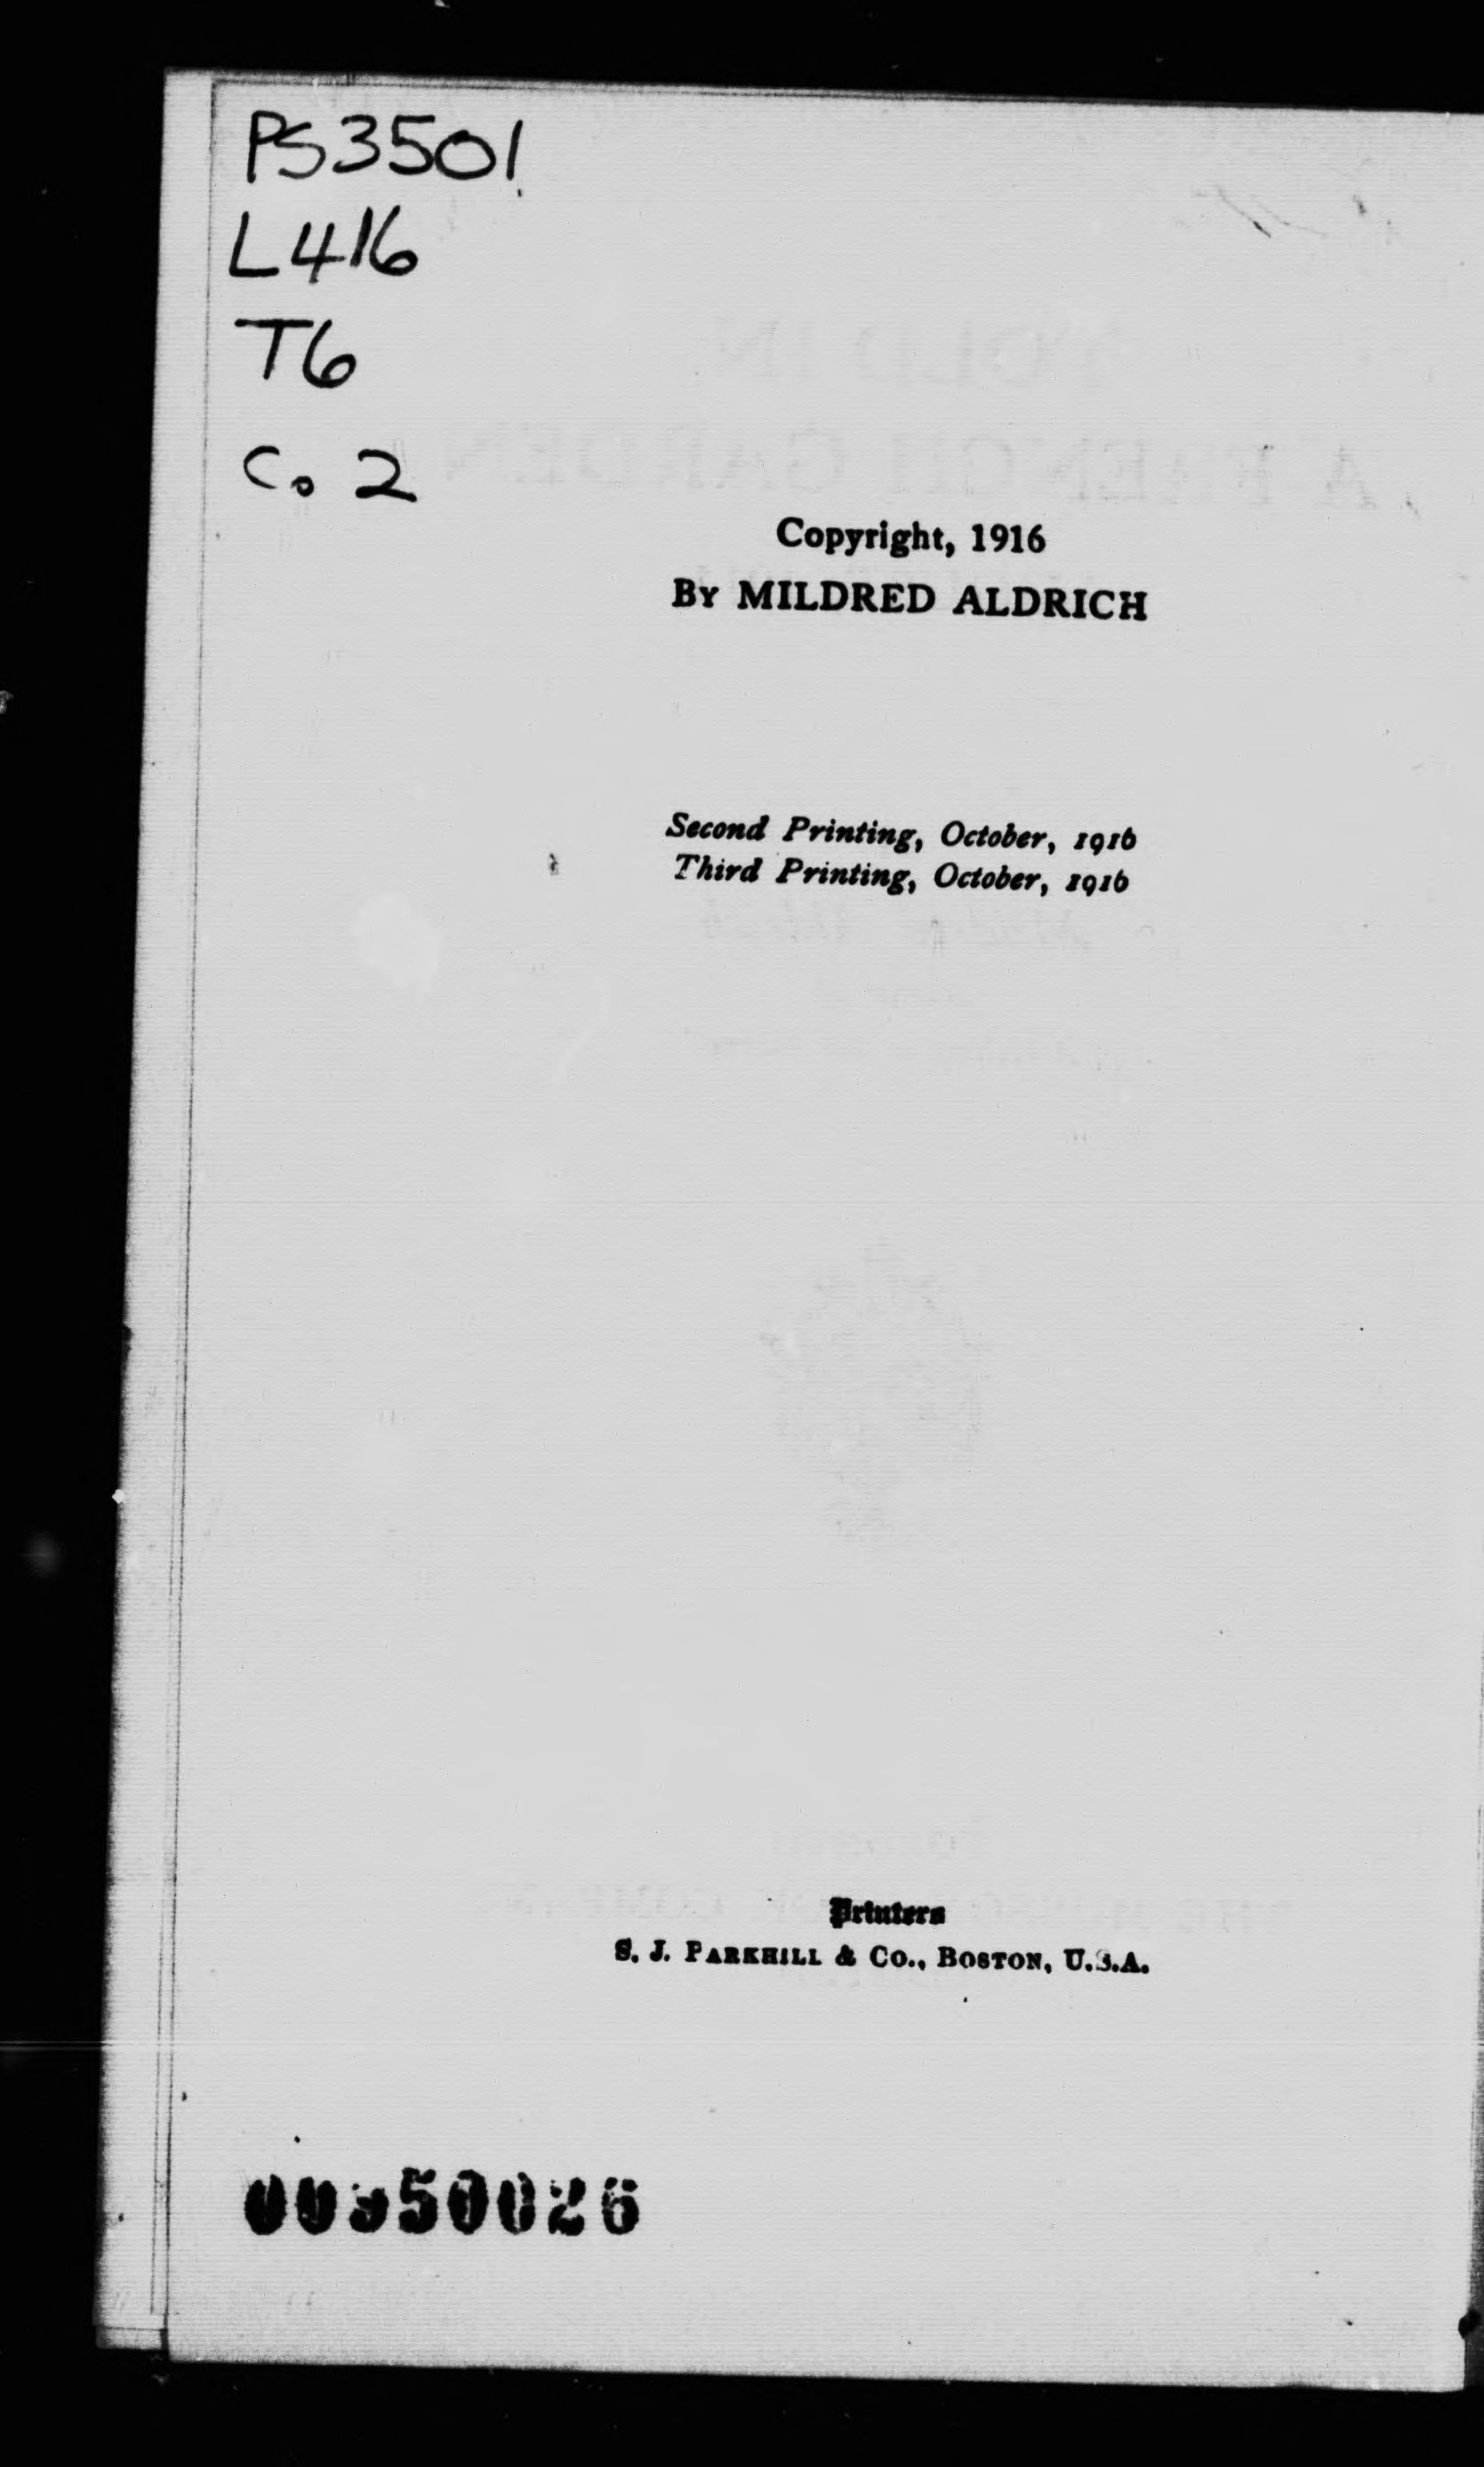 PS3501
L416
T6
Co 2
Copyright, 1916
BY MILDRED ALDRICH
Second Printing, October, 1916
Third Printing, October, 1916
Printers
S. J. PARKHILL & CO., BOSTON, U.S.A.